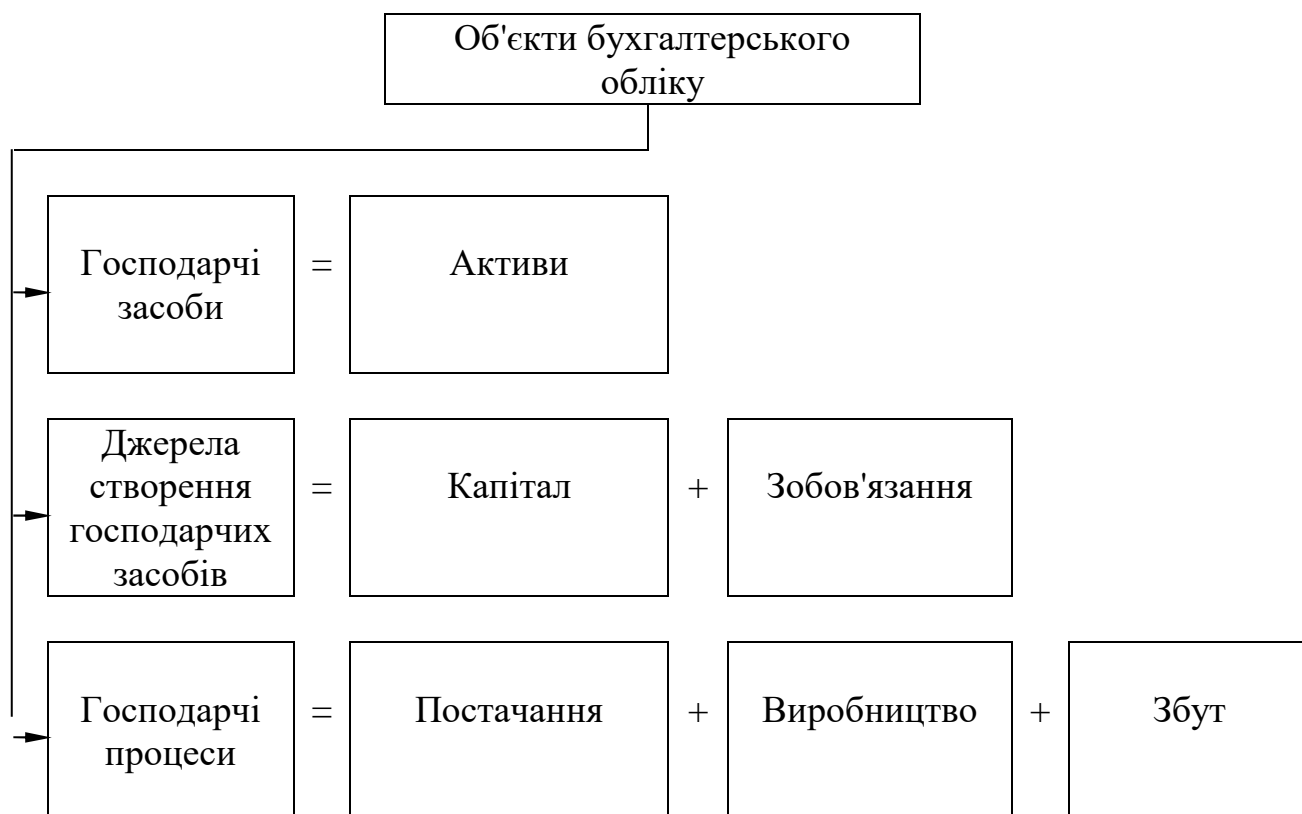 Об'єкти бухгалтерського
обліку
Господарчі
засоби
=
Активи
Джерела
створення
господарчих
засобів
=
Капітал
+
Зобов'язання
Господарчі
процеси
=
Постачання
+
Виробництво
+
Збут